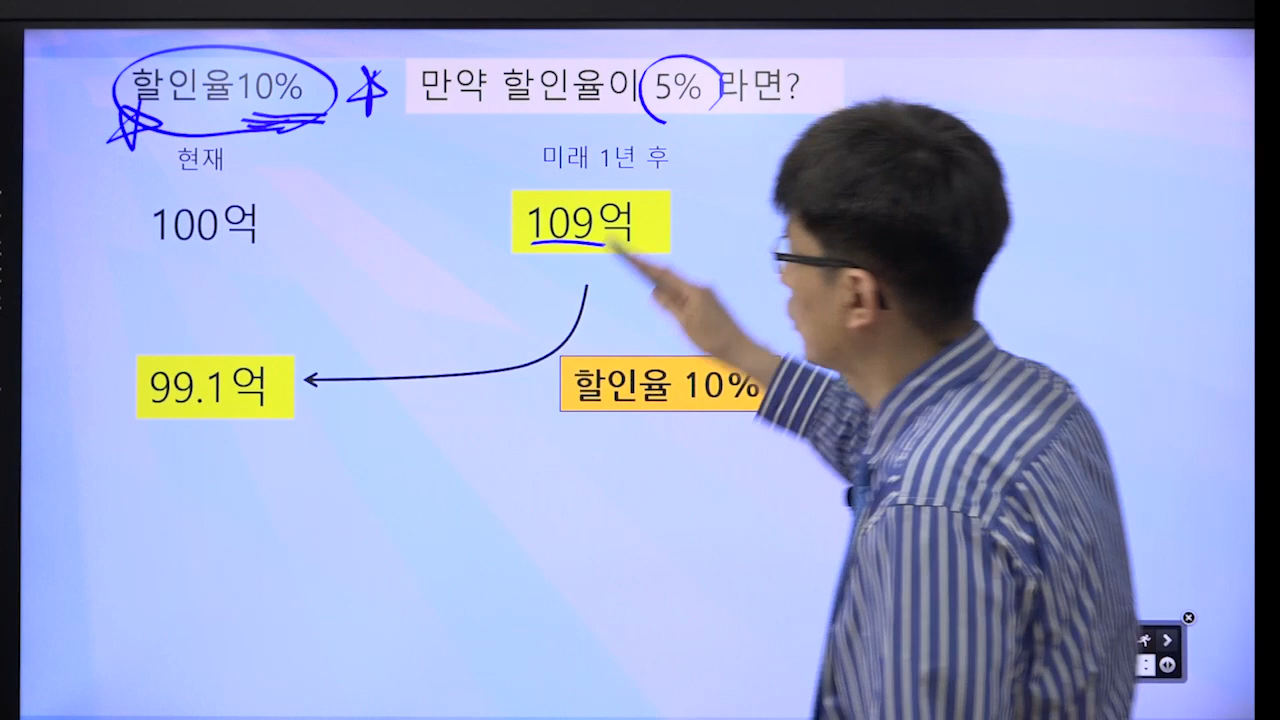 할인율10%
만약 할인율이 5% 라면?
현재
미래 1년 후
100억
109억
99.1억
할인율 10%